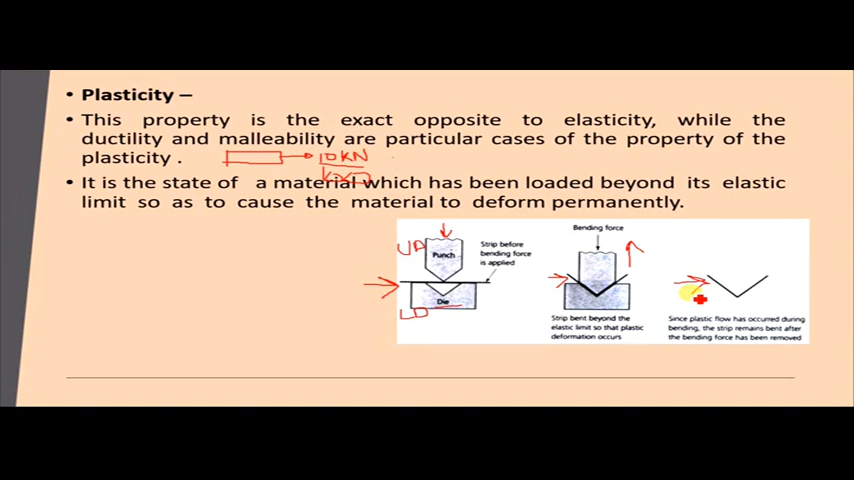 • Plasticity –
• This property is the exact opposite to elasticity, while the
ductility and malleability are particular cases of the property of the
plasticity .
10KN
• It is the state of a material which has been loaded beyond its elastic
limit so as to cause the material to deform permanently.
UD
Punch
Strip before
bending force
is applied
Die
LD
Bending force
Strip bent beyond the
elastic limit so that plastic
deformation occurs
Since plastic flow has occurred during
bending, the strip remains bent after
the bending force has been removed